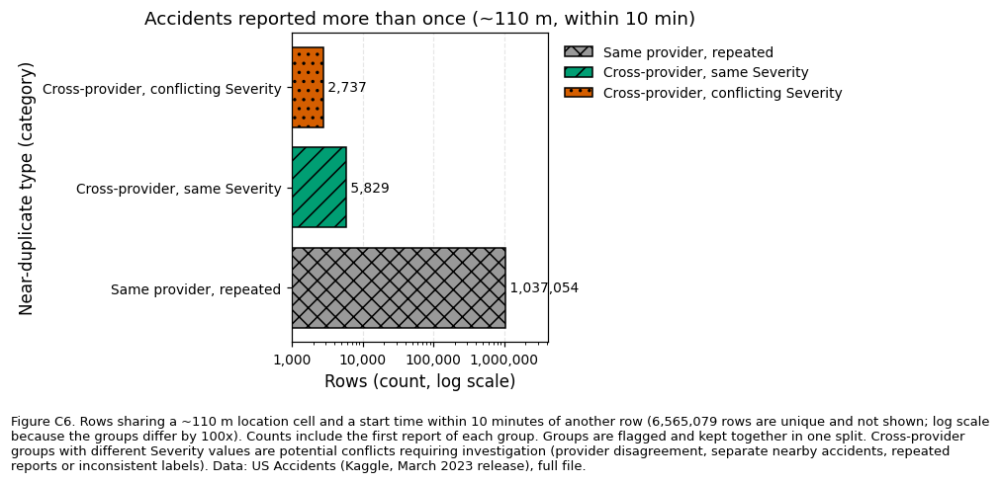 Accidents reported more than once (~110 m, within 10 min)
Near-duplicate type (category)
Cross-provider, conflicting Severity
2,737
Cross-provider, same Severity
5,829
Same provider, repeated
1,037,054
1,000
10,000
100,000
1,000,000
Rows (count, log scale)
Same provider, repeated
Cross-provider, same Severity
Cross-provider, conflicting Severity
Figure C6. Rows sharing a ~110 m location cell and a start time within 10 minutes of another row (6,565,079 rows are unique and not shown; log scale
because the groups differ by 100x). Counts include the first report of each group. Groups are flagged and kept together in one split. Cross-provider
groups with different Severity values are potential conflicts requiring investigation (provider disagreement, separate nearby accidents, repeated
reports or inconsistent labels). Data: US Accidents (Kaggle, March 2023 release), full file.